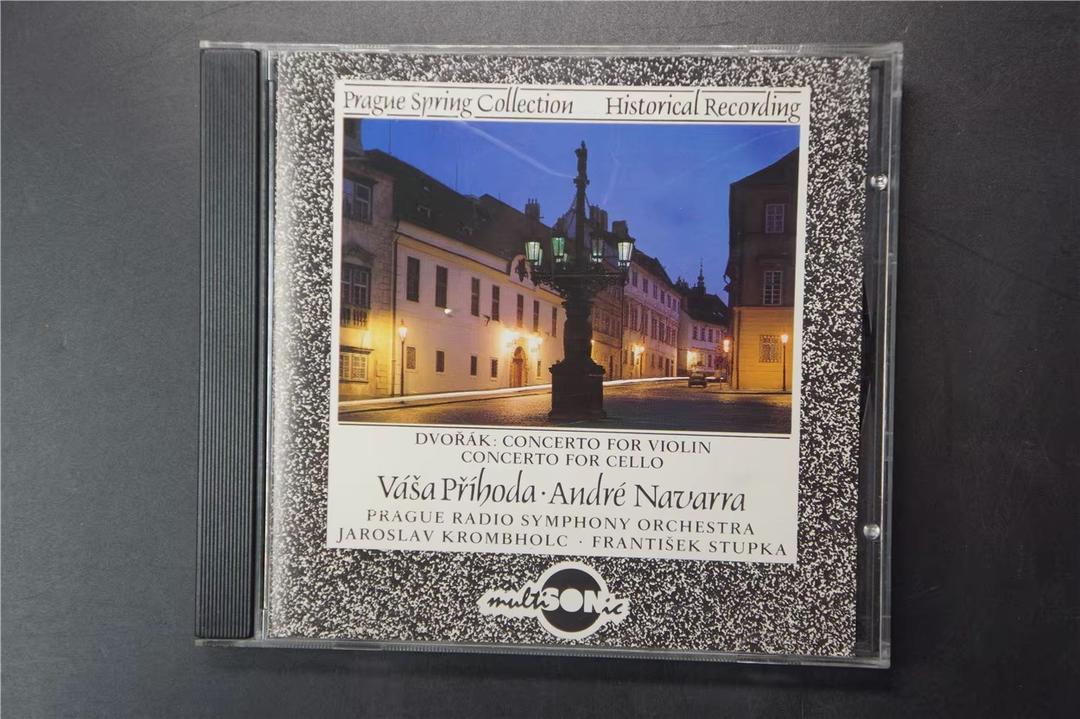 Prague Spring Collection Historical Recording
DVOŘÁK: CONCERTO FOR VIOLIN
CONCERTO FOR CELLO
Váša Příhoda · André Navarra
PRAGUE RADIO SYMPHONY ORCHESTRA
JAROSLAV KROMBHOLC · FRANTIŠEK STUPKA
multiSONic